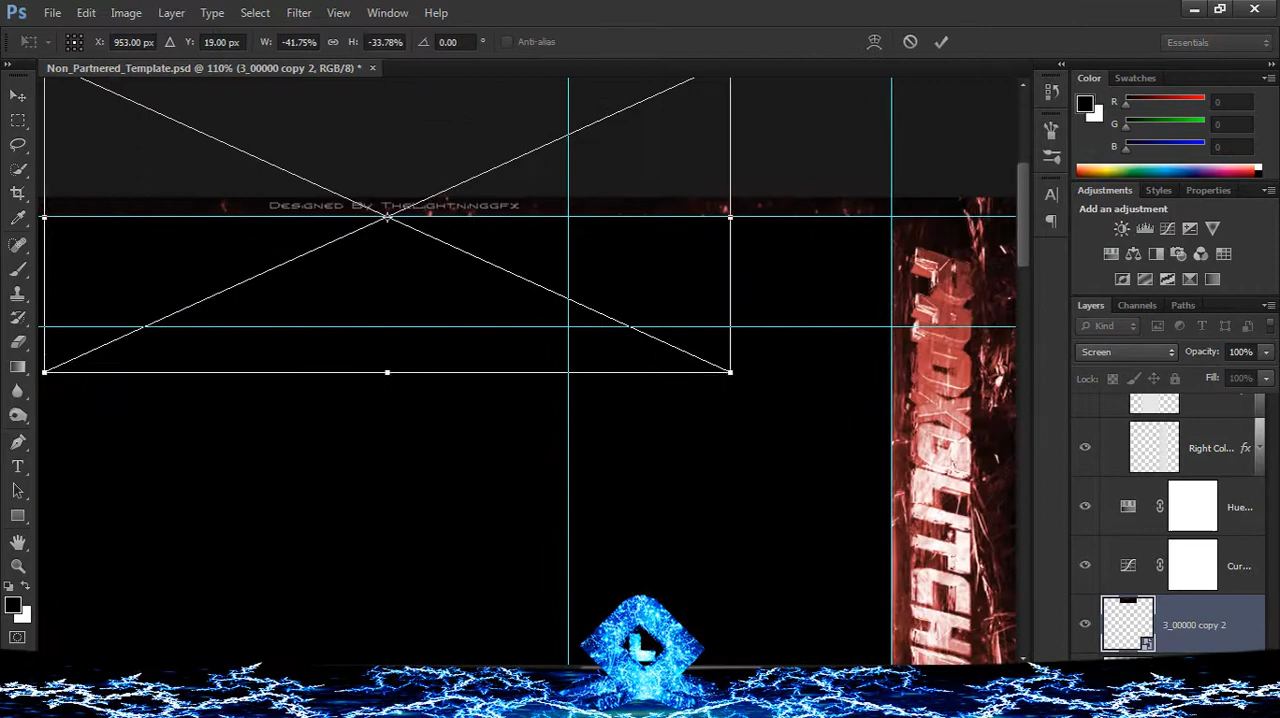 Ps File Edit Image Layer Type Select Filter View Window Help
X: 953.00 px Y: 19.00 px W: -41.75% H: -33.78% 0.00 ° Anti-alias Essentials
Non_Partnered_Template.psd @ 110% (3_00000 copy 2, RGB/8) * ×
Color Swatches
R 0
G 0
B 0
Adjustments Styles Properties
Add an adjustment
Layers Channels Paths
Kind
Screen Opacity: 100%
Lock: Fill: 100%
Right Col... fx
Hue...
Cur...
3_00000 copy 2
Designed By TheLightninggfx
L